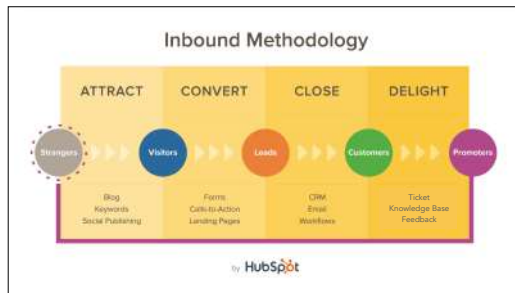 Inbound Methodology
ATTRACT CONVERT CLOSE DELIGHT
Strangers Visitors Leads Customers Promoters
Blog Forms CRM Ticket
Keywords Calls-to-Action Email Knowledge Base
Social Publishing Landing Pages Workflows Feedback
by HubSpot